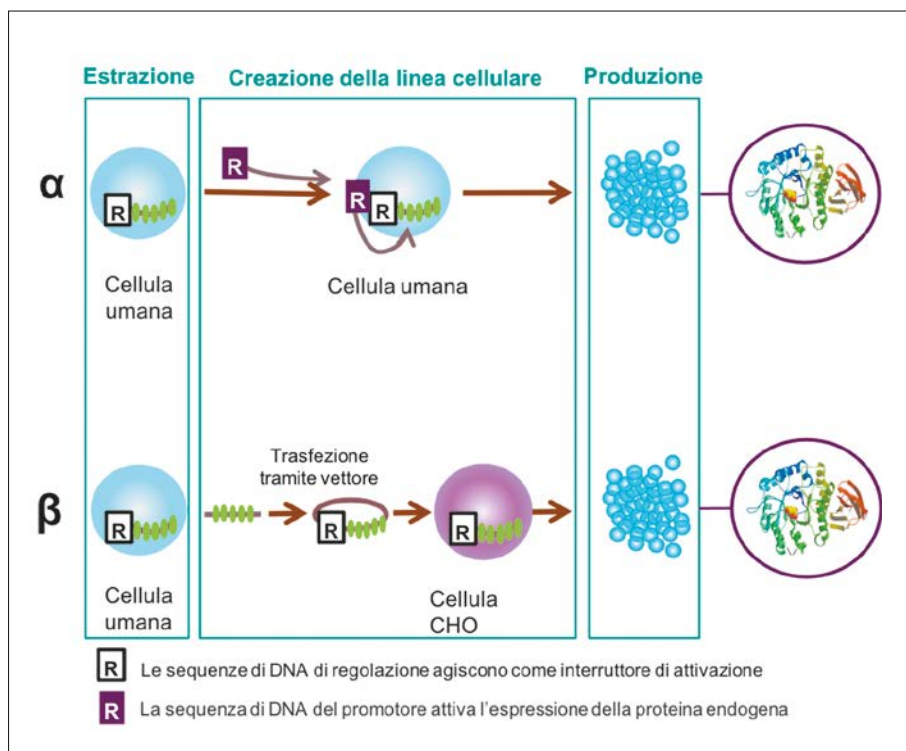 Estrazione
Creazione della linea cellulare
Produzione
α
R
R
R
R
Cellula
umana
Cellula umana
Trasfezione
tramite vettore
β
R
R
R
Cellula
umana
Cellula
CHO
R Le sequenze di DNA di regolazione agiscono come interruttore di attivazione
R La sequenza di DNA del promotore attiva l'espressione della proteina endogena